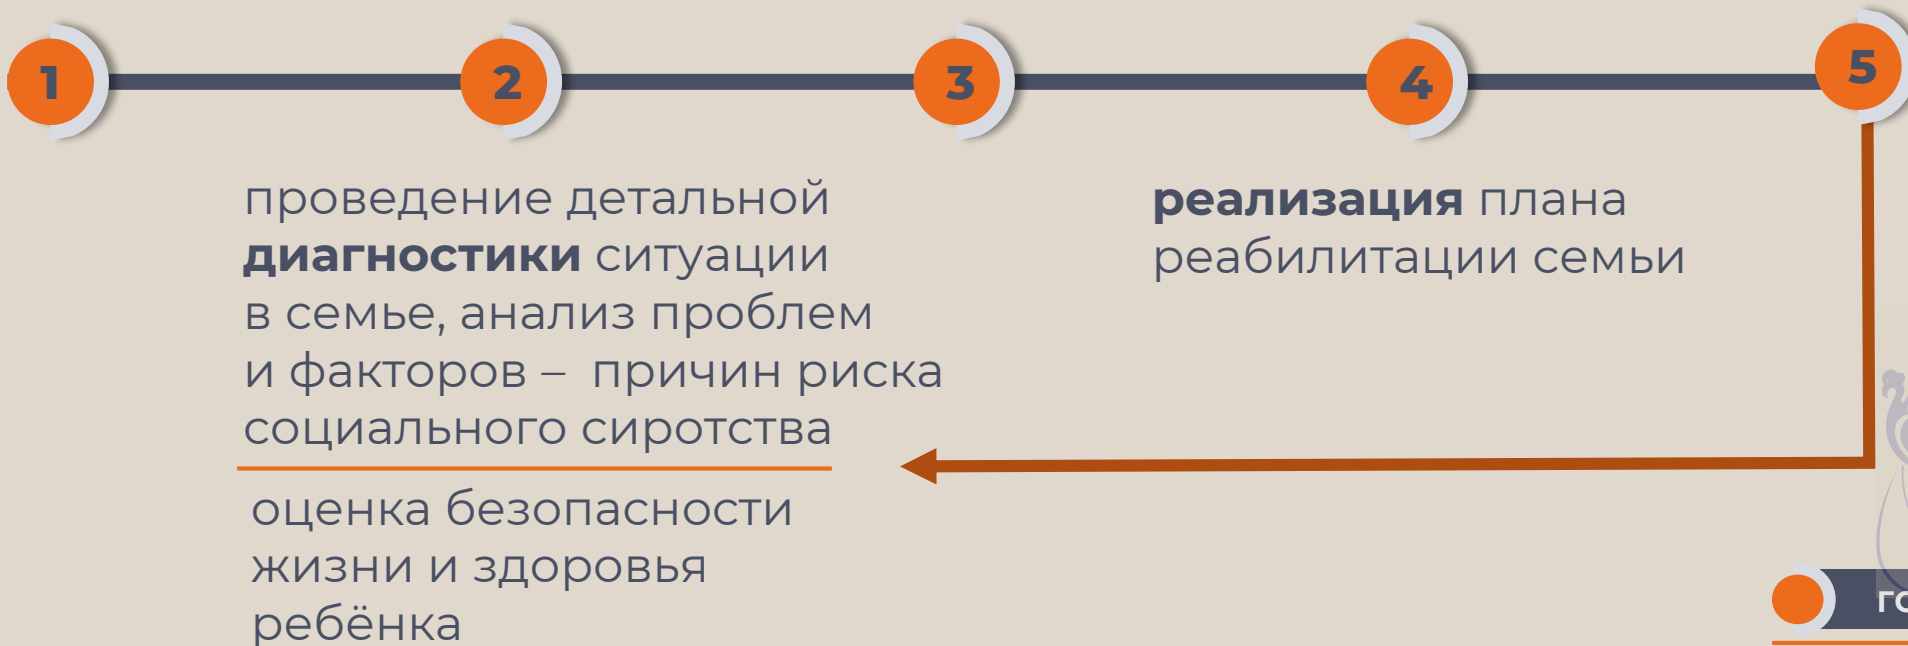 1 2 3 4 5
проведение детальной
диагностики ситуации
в семье, анализ проблем
и факторов – причин риска
социального сиротства
оценка безопасности
жизни и здоровья
ребёнка
реализация плана
реабилитации семьи